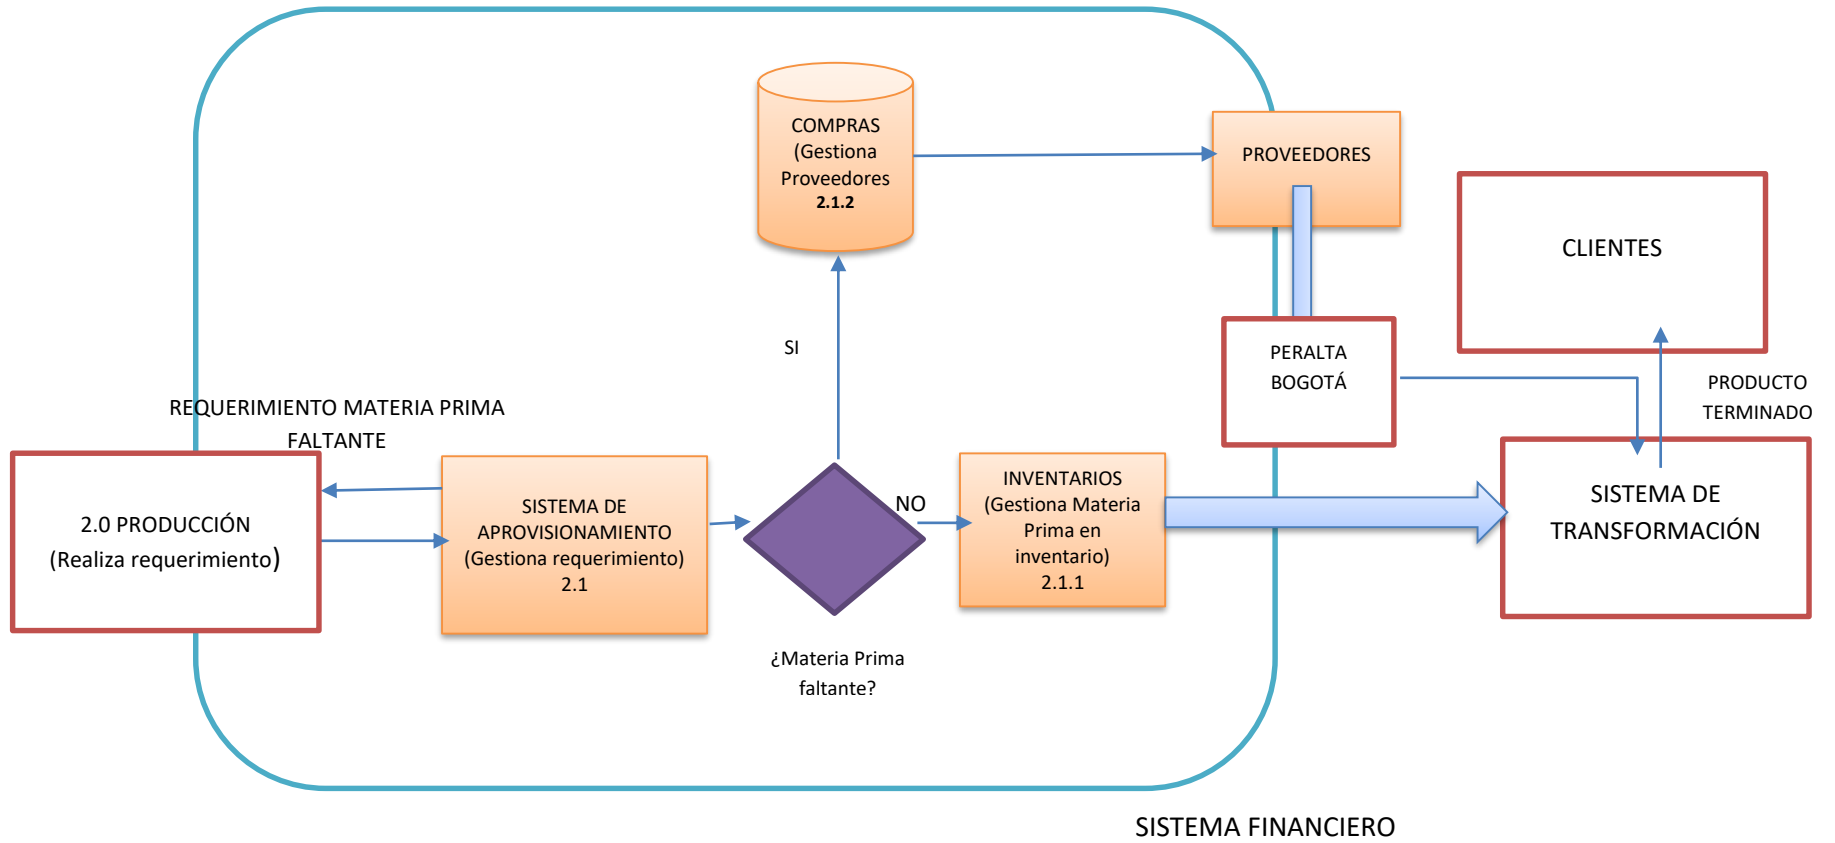 COMPRAS
(Gestiona
Proveedores
2.1.2
PROVEEDORES
CLIENTES
SI
PERALTA
BOGOTÁ
PRODUCTO
TERMINADO
REQUERIMIENTO MATERIA PRIMA
FALTANTE
2.0 PRODUCCIÓN
(Realiza requerimiento)
SISTEMA DE
APROVISIONAMIENTO
(Gestiona requerimiento)
2.1
NO
INVENTARIOS
(Gestiona Materia
Prima en
inventario)
2.1.1
SISTEMA DE
TRANSFORMACIÓN
¿Materia Prima
faltante?
SISTEMA FINANCIERO